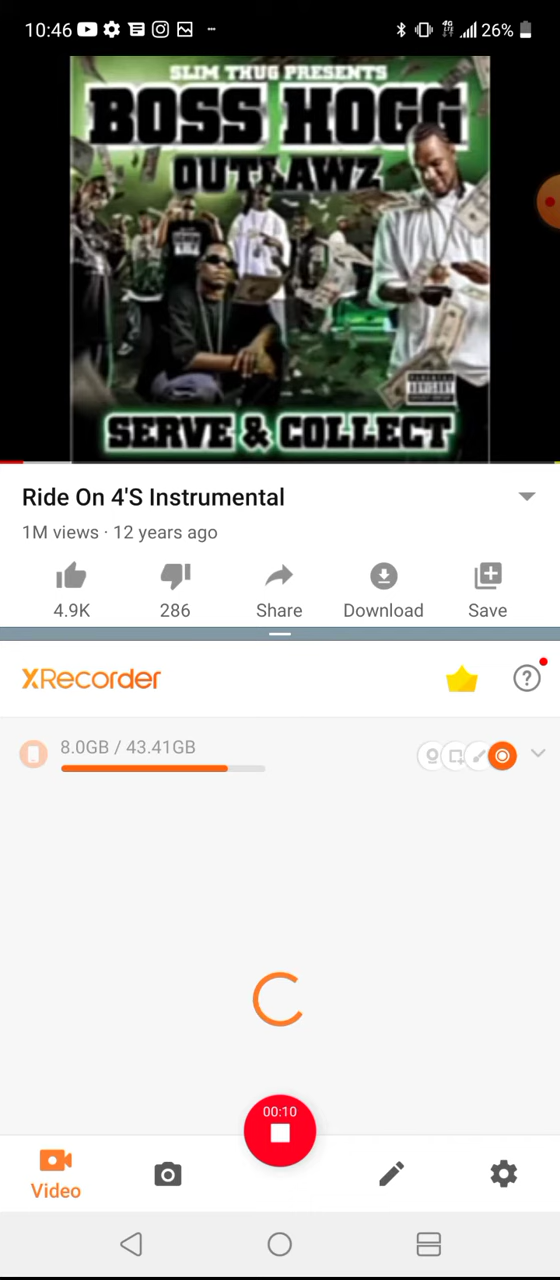 10:46
4G
26%
SLIM THUG PRESENTS
BOSS HOGG
OUTLAWZ
SERVE & COLLECT
Ride On 4'S Instrumental
1M views · 12 years ago
4.9K 286 Share Download Save
XRecorder
8.0GB / 43.41GB
00:10
Video